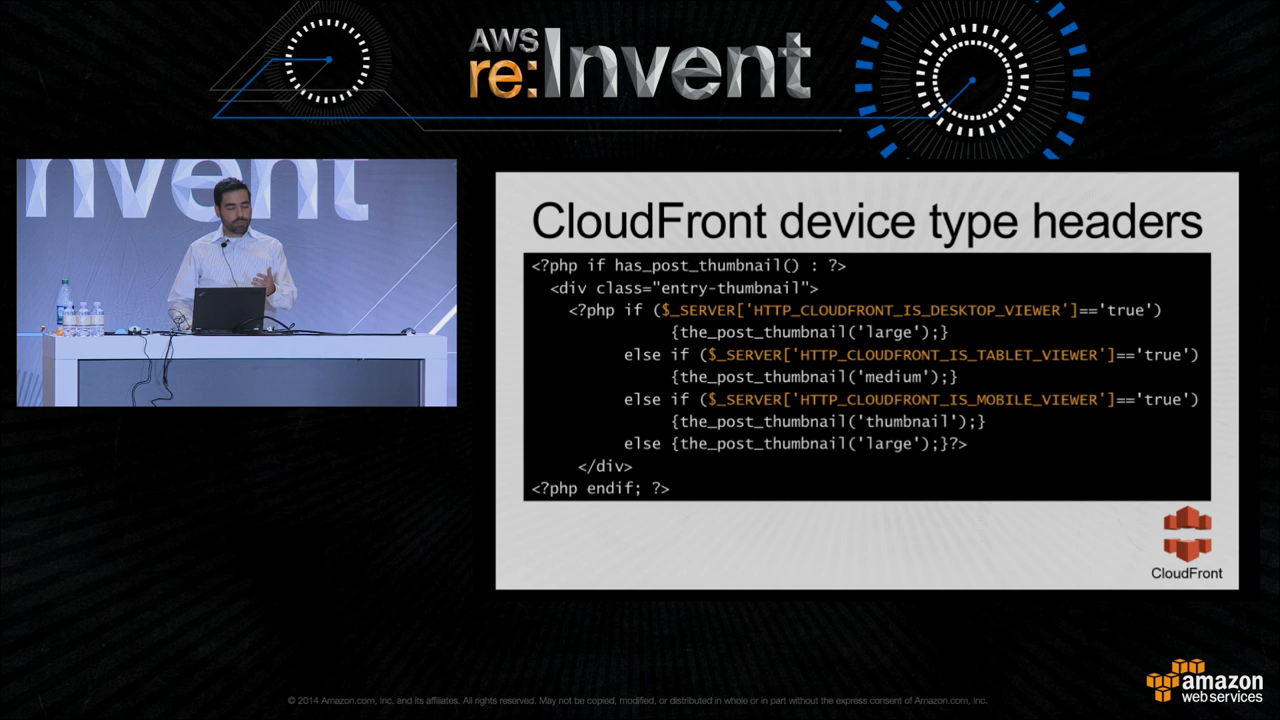 AWS
re:Invent
nvent
CloudFront device type headers
<?php if has_post_thumbnail() : ?>
<div class="entry-thumbnail">
<?php if ($_SERVER['HTTP_CLOUDFRONT_IS_DESKTOP_VIEWER']=='true')
{the_post_thumbnail('large');}
else if ($_SERVER['HTTP_CLOUDFRONT_IS_TABLET_VIEWER']=='true')
{the_post_thumbnail('medium');}
else if ($_SERVER['HTTP_CLOUDFRONT_IS_MOBILE_VIEWER']=='true')
{the_post_thumbnail('thumbnail');}
else {the_post_thumbnail('large');}?>
</div>
<?php endif; ?>
CloudFront
amazon
web services
© 2014 Amazon.com, Inc. and its affiliates. All rights reserved. May not be copied, modified, or distributed in whole or in part without the express consent of Amazon.com, Inc.